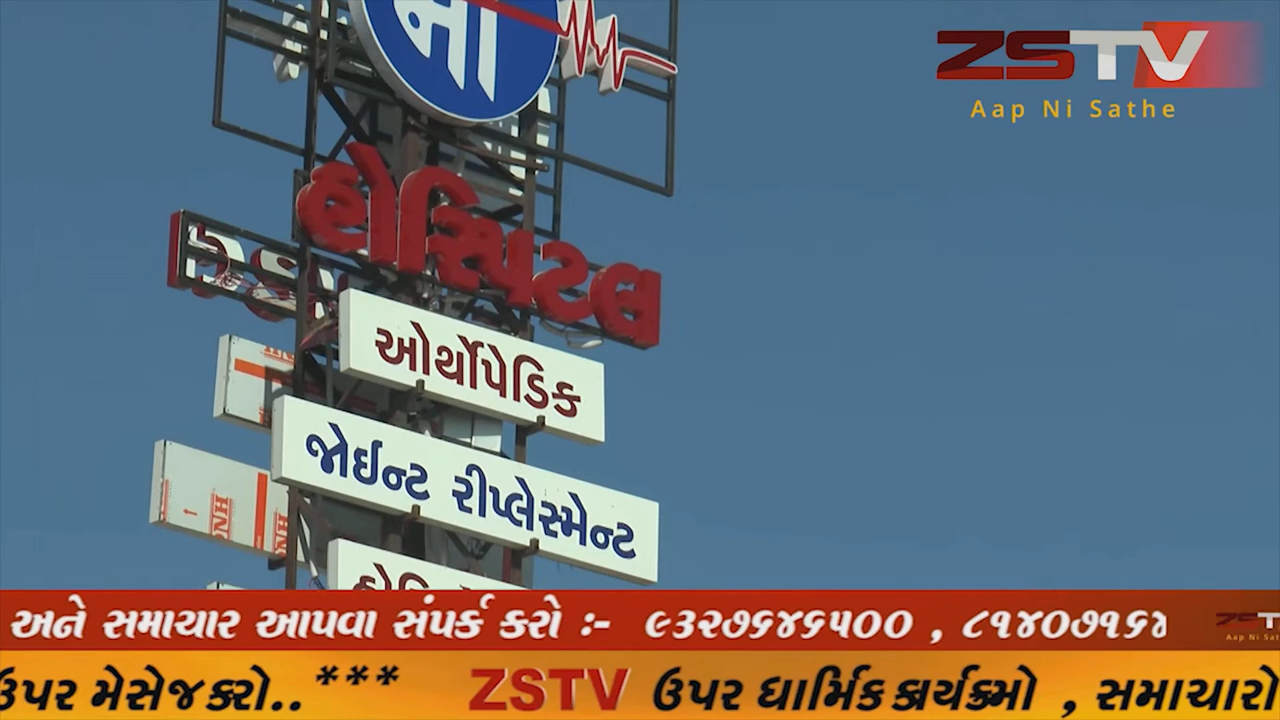 ZSTV
Aap Ni Sathe
મા
હોસ્પિટલ
ઓર્થોપેડિક
જોઈન્ટ રીપ્લેસ્મેન્ટ
અને સમાચાર આપવા સંપર્ક કરો :- ૯૩૨૭૬૪૬૫૦૦ , ૮૧૪૦૭૧૬૪
ઉપર મેસેજ કરો.. *** ZSTV ઉપર ધાર્મિક કાર્યક્રમો , સમાચારો